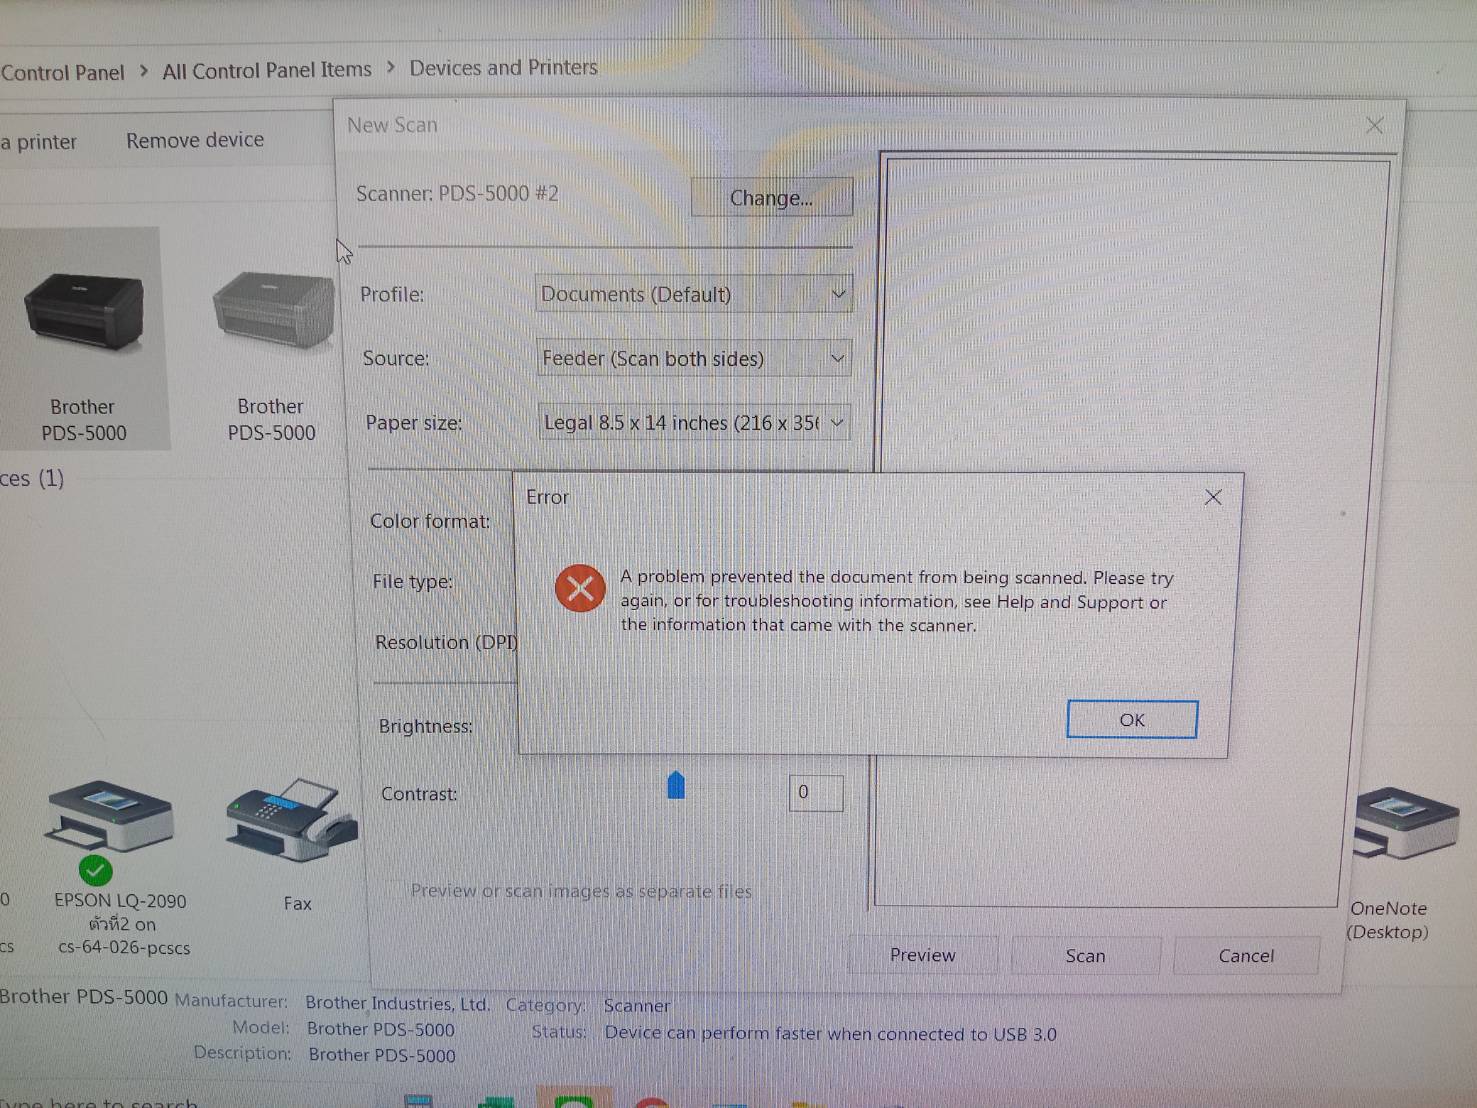 Control Panel > All Control Panel Items > Devices and Printers
a printer Remove device
New Scan
Scanner: PDS-5000 #2 Change...
Profile: Documents (Default)
Source: Feeder (Scan both sides)
Paper size: Legal 8.5 x 14 inches (216 x 356
Brother
PDS-5000
Brother
PDS-5000
ces (1)
Color format:
File type:
Resolution (DPI)
Brightness:
Contrast: 0
Error
A problem prevented the document from being scanned. Please try
again, or for troubleshooting information, see Help and Support or
the information that came with the scanner.
OK
Preview or scan images as separate files
Preview Scan Cancel
0
cs
EPSON LQ-2090
ตัวที่2 on
cs-64-026-pcscs
Fax
OneNote
(Desktop)
Brother PDS-5000 Manufacturer: Brother Industries, Ltd. Category: Scanner
Model: Brother PDS-5000 Status: Device can perform faster when connected to USB 3.0
Description: Brother PDS-5000
Type here to search